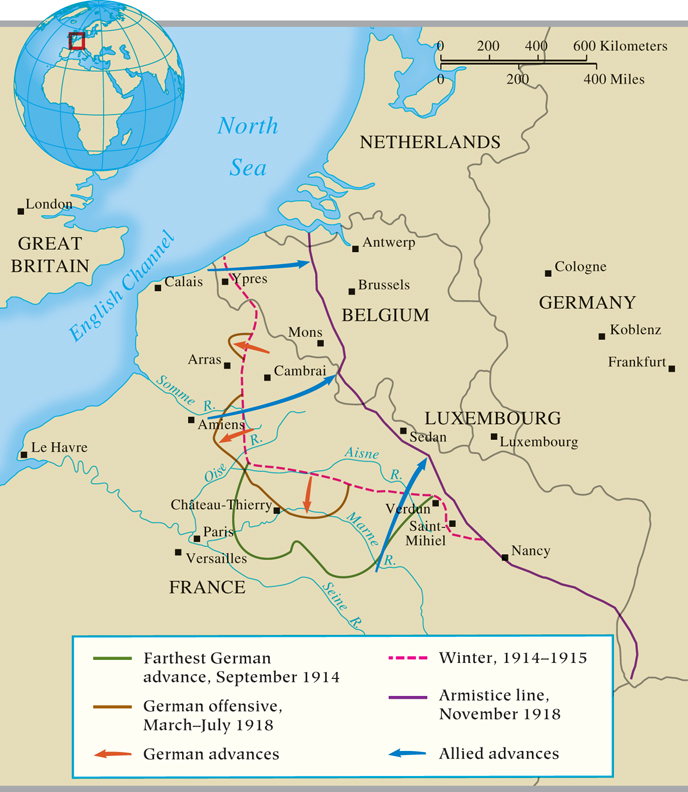 0 200 400 600 Kilometers
0 200 400 Miles
North
Sea
NETHERLANDS
London
GREAT
BRITAIN
English Channel
Antwerp
Calais
Ypres
Brussels
BELGIUM
Cologne
GERMANY
Koblenz
Frankfurt
Mons
Arras
Cambrai
Somme R.
Amiens
R.
LUXEMBOURG
Sedan
Luxembourg
Le Havre
Oise
Aisne
R.
Château-Thierry
Verdun
Saint-
Mihiel
Marne
R.
Paris
Versailles
Nancy
FRANCE
Seine R.
Farthest German
advance, September 1914
German offensive,
March–July 1918
German advances
Winter, 1914–1915
Armistice line,
November 1918
Allied advances